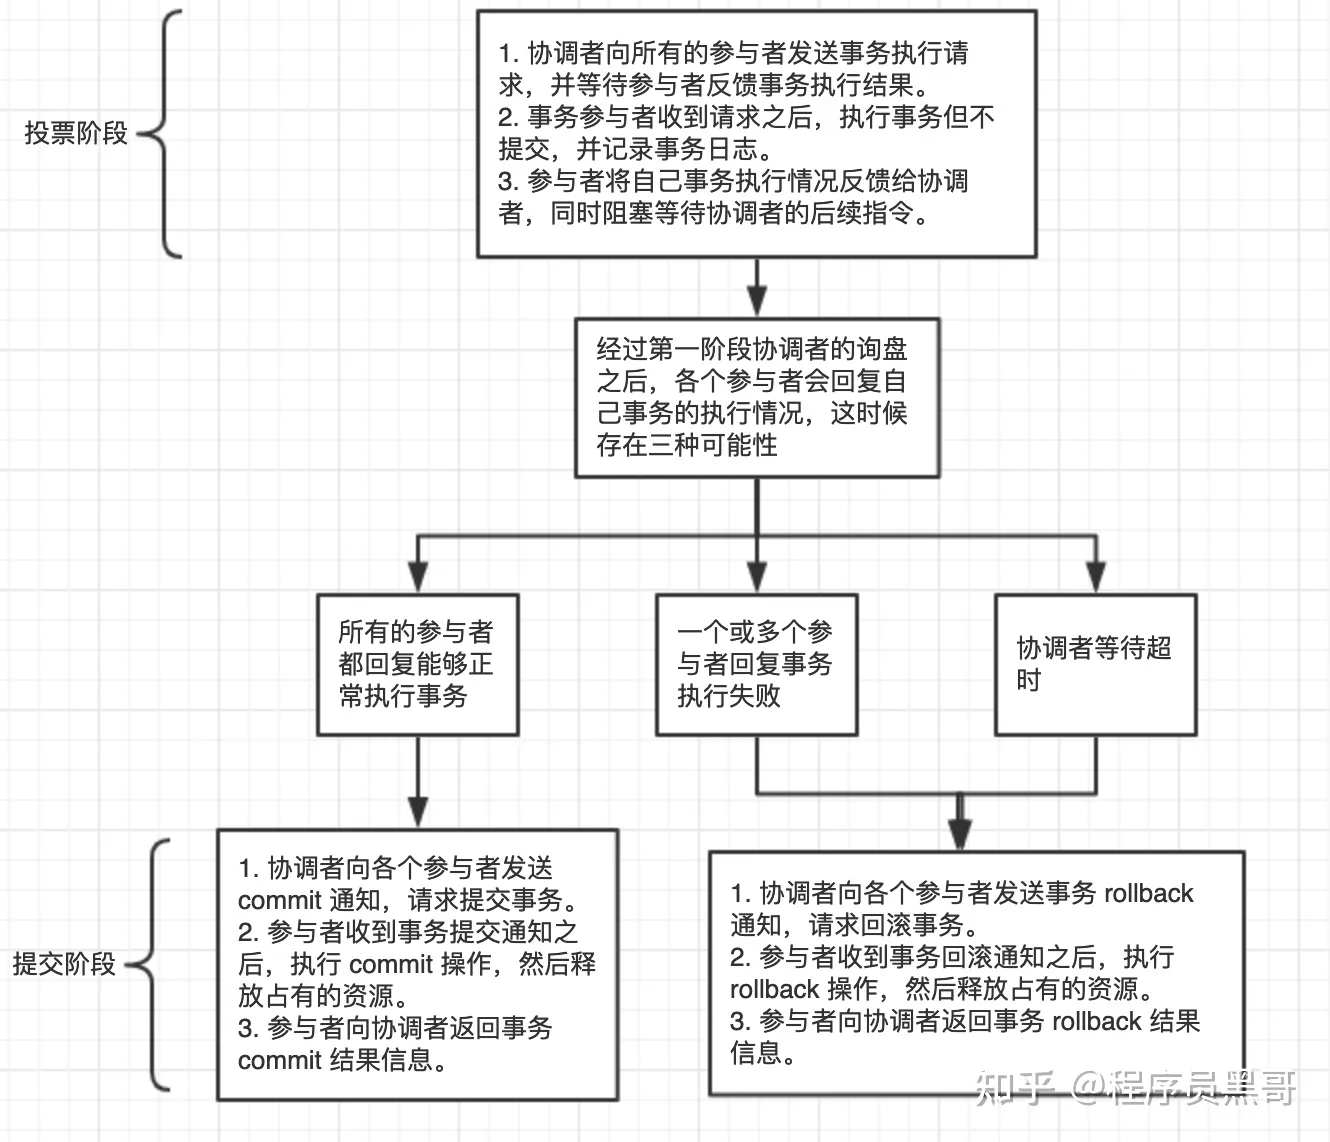 投票阶段
1. 协调者向所有的参与者发送事务执行请
求，并等待参与者反馈事务执行结果。
2. 事务参与者收到请求之后，执行事务但不
提交，并记录事务日志。
3. 参与者将自己事务执行情况反馈给协调
者，同时阻塞等待协调者的后续指令。
经过第一阶段协调者的询盘
之后，各个参与者会回复自
己事务的执行情况，这时候
存在三种可能性
所有的参与者
都回复能够正
常执行事务
一个或多个参
与者回复事务
执行失败
协调者等待超
时
提交阶段
1. 协调者向各个参与者发送
commit 通知，请求提交事务。
2. 参与者收到事务提交通知之
后，执行 commit 操作，然后释
放占有的资源。
3. 参与者向协调者返回事务
commit 结果信息。
1. 协调者向各个参与者发送事务 rollback
通知，请求回滚事务。
2. 参与者收到事务回滚通知之后，执行
rollback 操作，然后释放占有的资源。
3. 参与者向协调者返回事务 rollback 结果
信息。
知乎 @程序员黑哥